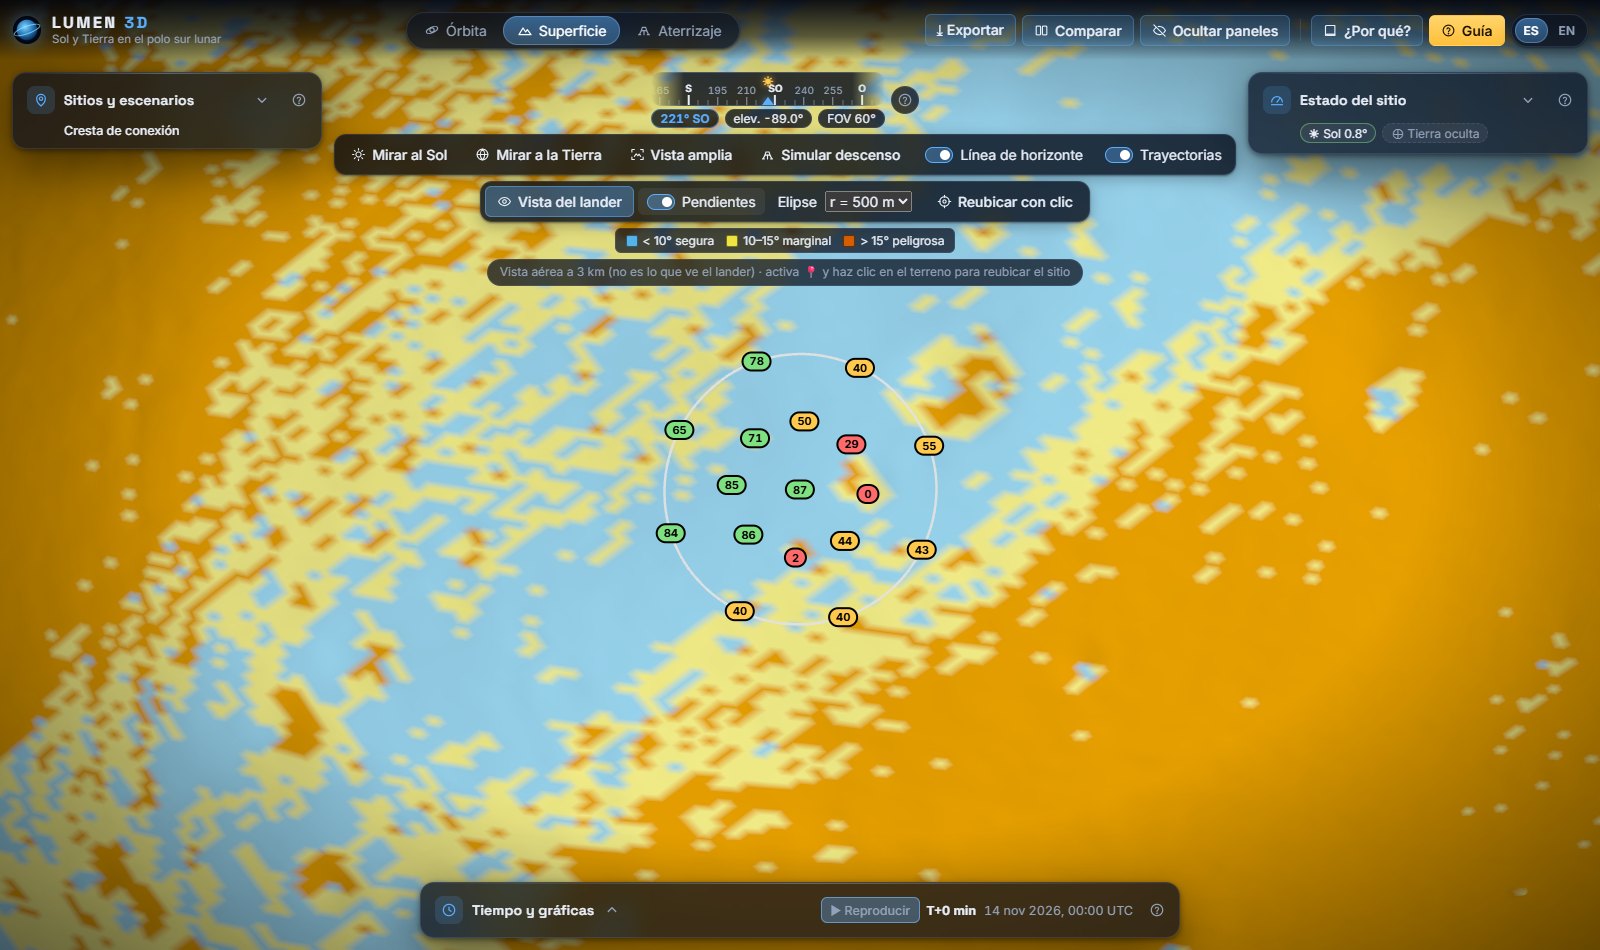 LUMEN 3D
Sol y Tierra en el polo sur lunar
Órbita
Superficie
Aterrizaje
Exportar
Comparar
Ocultar paneles
¿Por qué?
Guía
ES
EN
Sitios y escenarios
Cresta de conexión
S 195 210 SO 240 255 O
221° SO
elev. -89.0°
FOV 60°
Estado del sitio
Sol 0.8°
Tierra oculta
Mirar al Sol
Mirar a la Tierra
Vista amplia
Simular descenso
Línea de horizonte
Trayectorias
Vista del lander
Pendientes
Elipse
r = 500 m
Reubicar con clic
< 10° segura
10–15° marginal
> 15° peligrosa
Vista aérea a 3 km (no es lo que ve el lander) · activa 📍 y haz clic en el terreno para reubicar el sitio
78
40
50
65
71
29
55
85
87
0
84
86
44
43
2
40
40
Tiempo y gráficas
Reproducir
T+0 min
14 nov 2026, 00:00 UTC